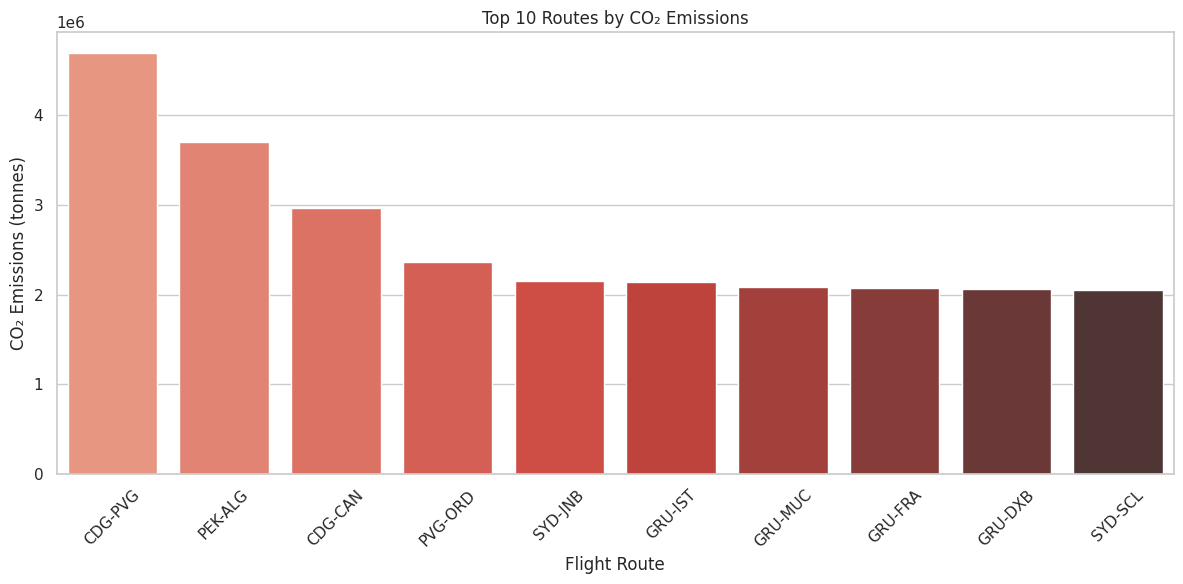 Top 10 Routes by CO₂ Emissions
1e6
CO₂ Emissions (tonnes)
4
3
2
1
0
CDG-PVG
PEK-ALG
CDG-CAN
PVG-ORD
SYD-JNB
GRU-IST
GRU-MUC
GRU-FRA
GRU-DXB
SYD-SCL
Flight Route